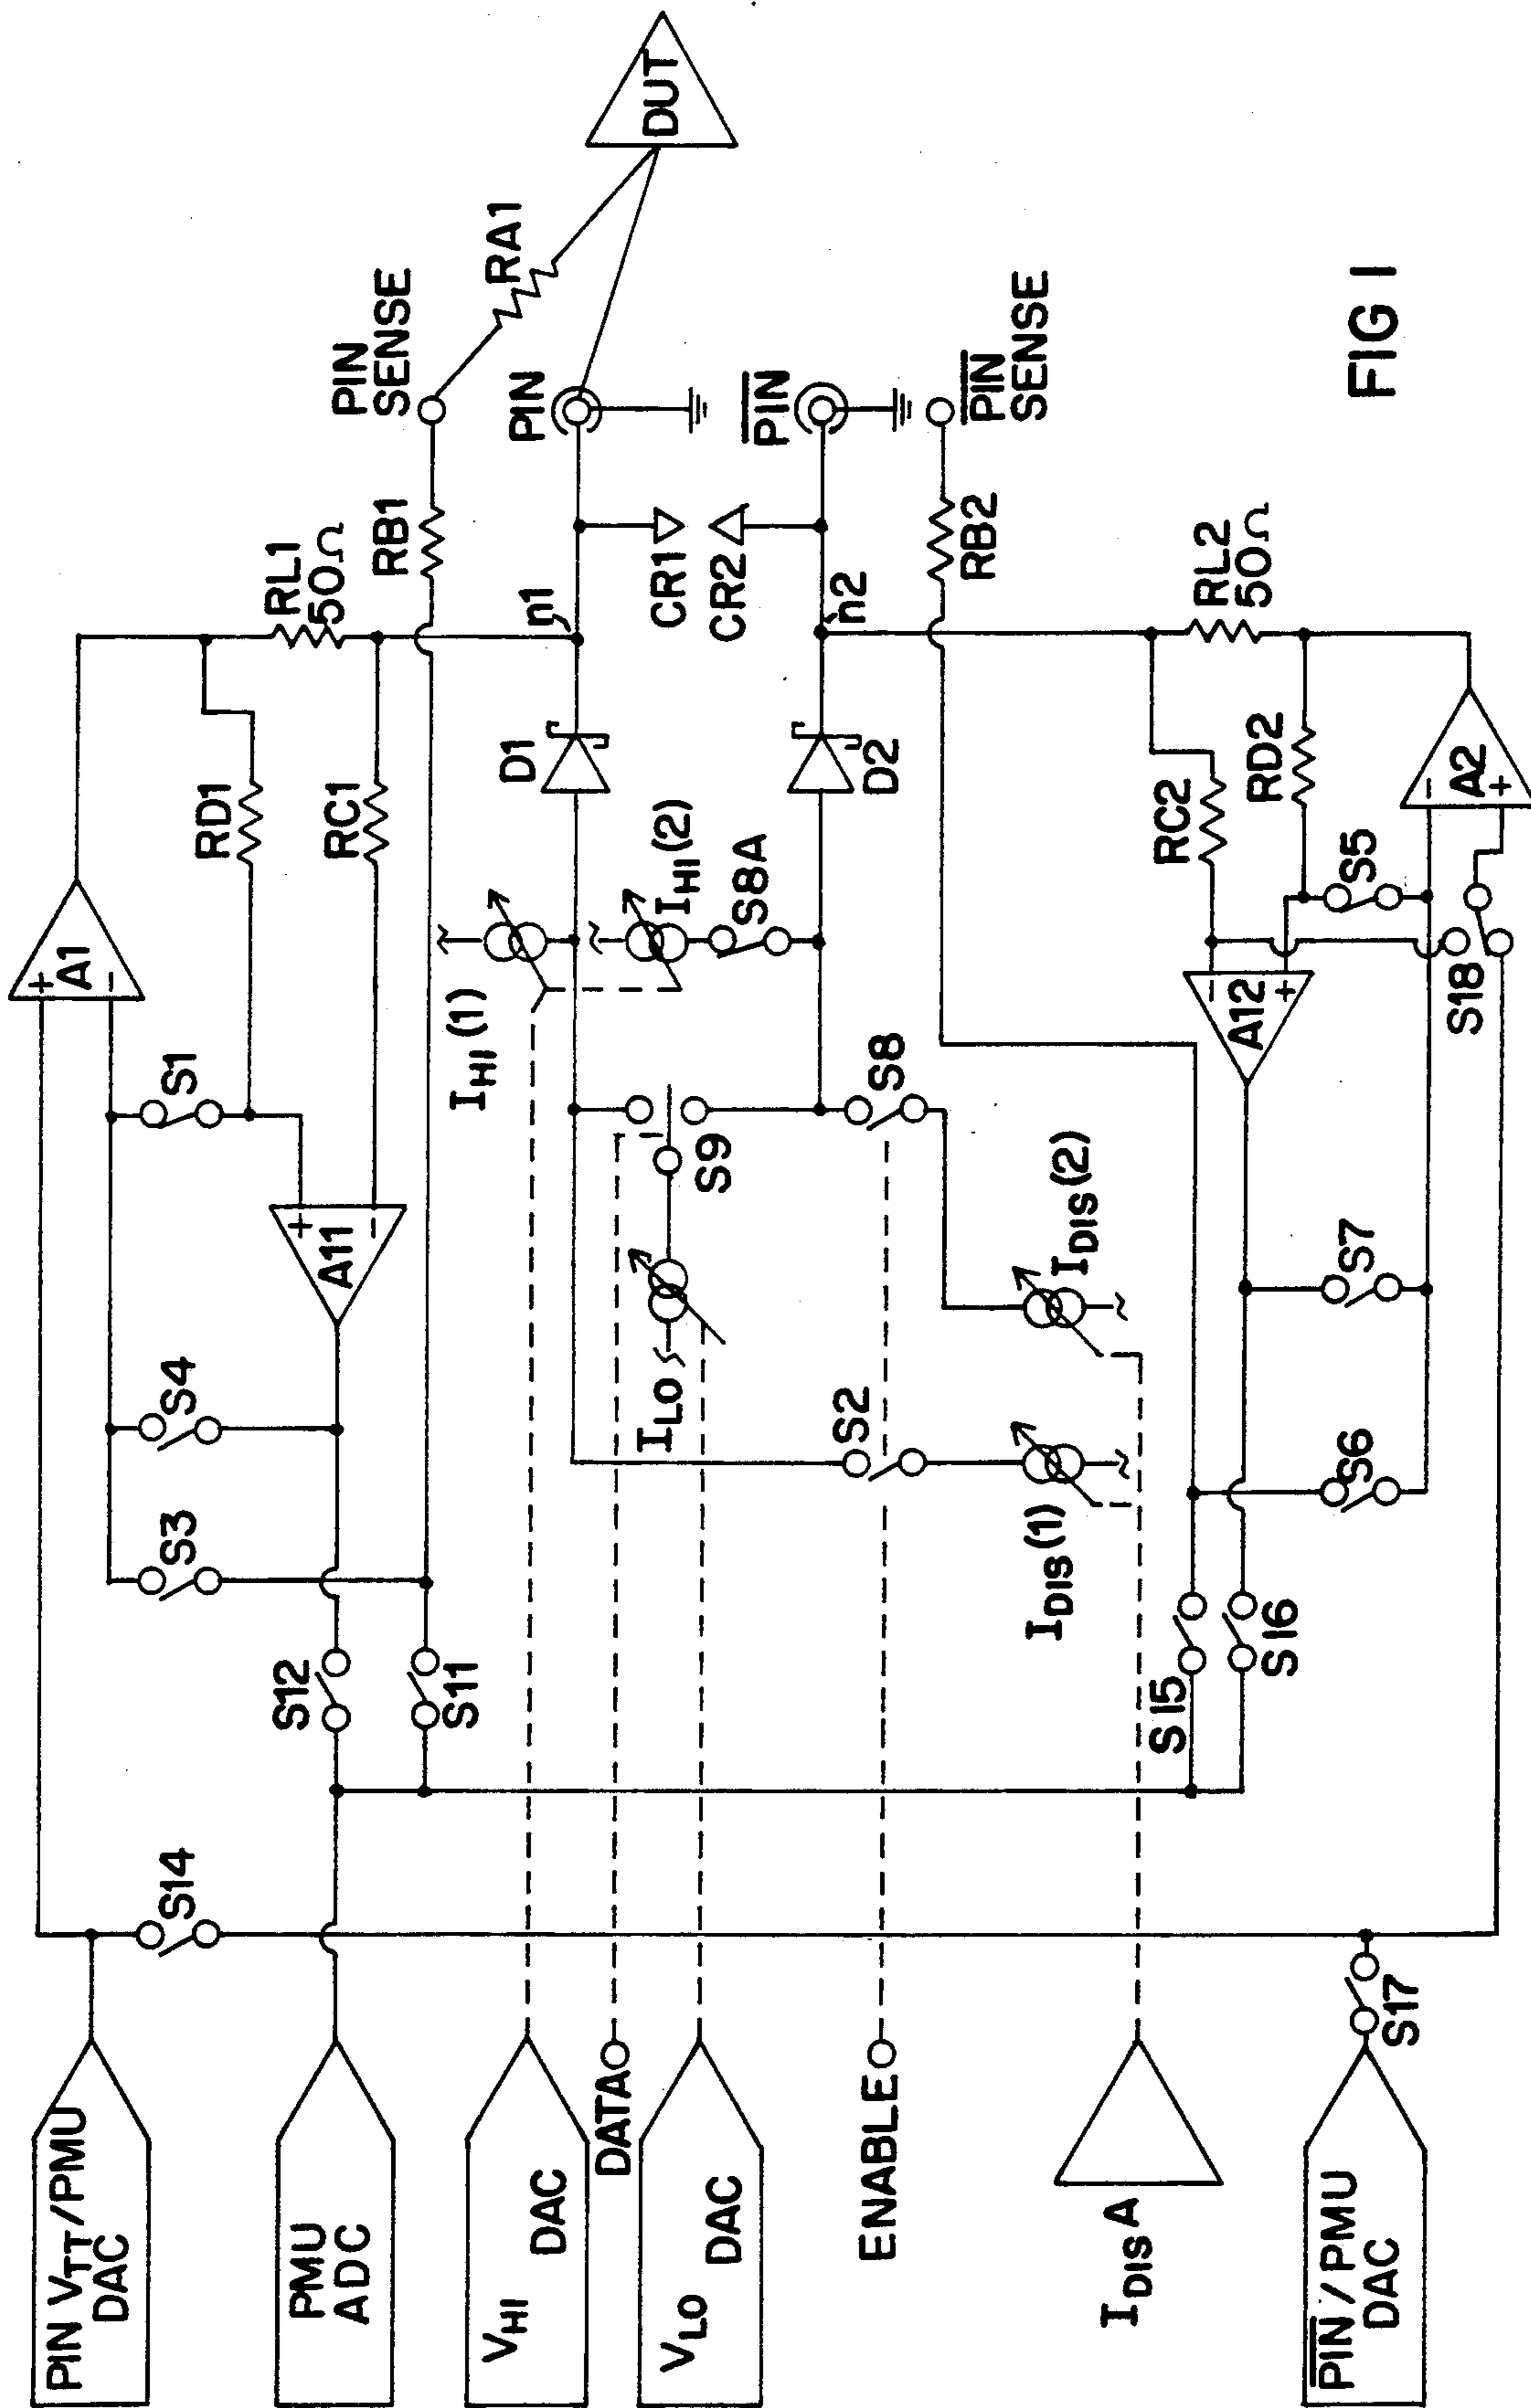 PIN VTT/PMU
DAC
PMU
ADC
VHI
DAC
DATA
VLO
DAC
ENABLE
IDIS A
PIN/PMU
DAC
S14
S17
S12
S11
S15
S16
S3
S4
S1
A1
+
-
A11
+
-
RD1
RC1
RL1
50Ω
RB1
PIN
SENSE
RA1
DUT
PIN
n1
D1
IHI(1)
IHI(2)
S8A
CR1
CR2
PIN
n2
D2
PIN
SENSE
RB2
S9
ILO
S8
S2
IDIS(2)
IDIS(1)
S6
S7
A12
-
+
RC2
RD2
RL2
50Ω
S5
S18
A2
-
+
FIG 1